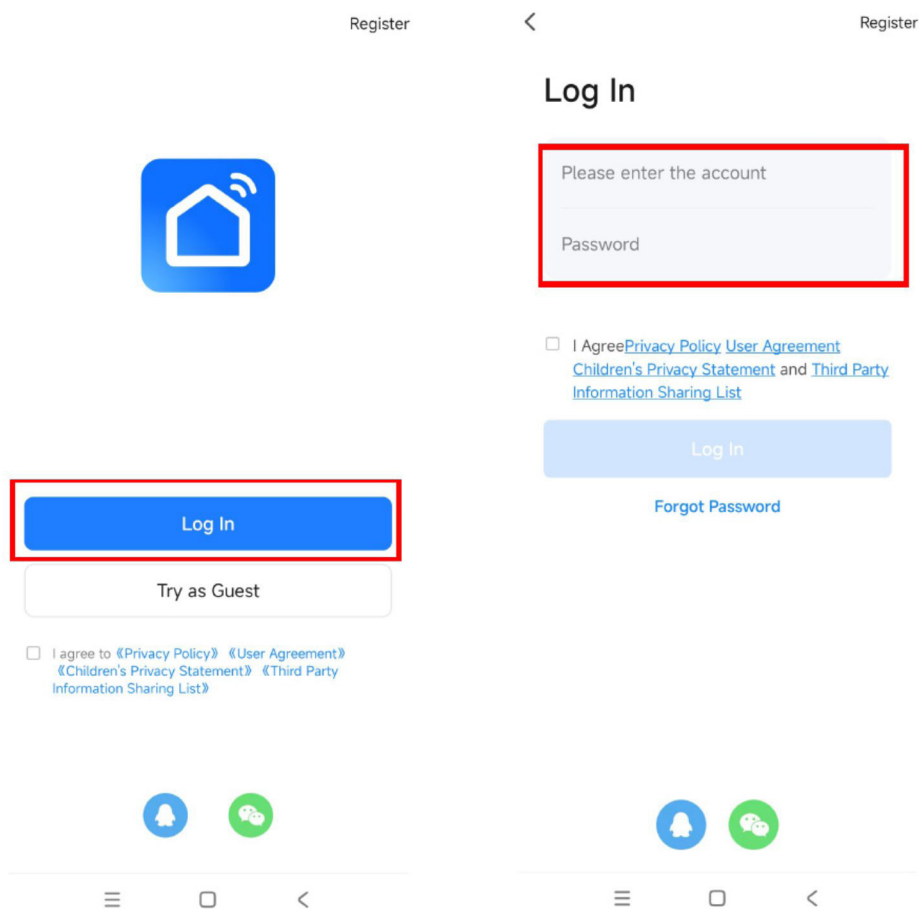 Register
Log In
Try as Guest
I agree to 《Privacy Policy》 《User Agreement》
《Children's Privacy Statement》 《Third Party
Information Sharing List》
Register
Log In
Please enter the account
Password
I AgreePrivacy Policy User Agreement
Children's Privacy Statement and Third Party
Information Sharing List
Log In
Forgot Password